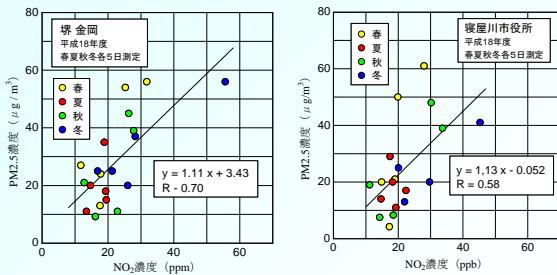 堺 金岡
平成18年度
春夏秋冬各5日測定
春
夏
秋
冬
y = 1.11 x + 3.43
R - 0.70
PM2.5濃度（μg/m3）
80
60
40
20
0
0
20
40
60
80
NO2濃度（ppm）
寝屋川市役所
平成18年度
春夏秋冬各5日測定
春
夏
秋
冬
y = 1,13 x - 0.052
R = 0.58
PM2.5濃度（μg/m3）
80
60
40
20
0
0
20
40
60
80
NO2濃度（ppb）